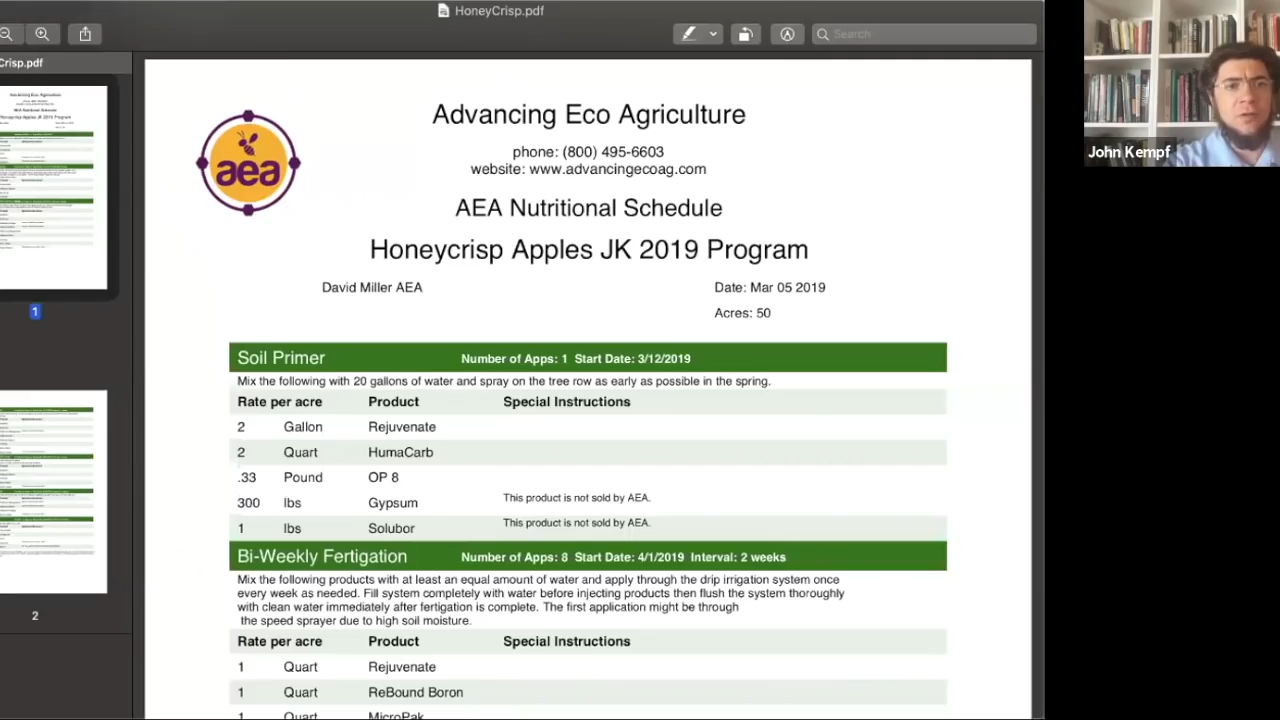 HoneyCrisp.pdf
Search
Crisp.pdf
1
2
Advancing Eco Agriculture
aea
phone: (800) 495-6603
website: www.advancingecoag.com
AEA Nutritional Schedule
Honeycrisp Apples JK 2019 Program
David Miller AEA Date: Mar 05 2019
Acres: 50
Soil Primer Number of Apps: 1 Start Date: 3/12/2019
Mix the following with 20 gallons of water and spray on the tree row as early as possible in the spring.
Rate per acre Product Special Instructions
2 Gallon Rejuvenate
2 Quart HumaCarb
.33 Pound OP 8
300 lbs Gypsum This product is not sold by AEA.
1 lbs Solubor This product is not sold by AEA.
Bi-Weekly Fertigation Number of Apps: 8 Start Date: 4/1/2019 Interval: 2 weeks
Mix the following products with at least an equal amount of water and apply through the drip irrigation system once
every week as needed. Fill system completely with water before injecting products then flush the system thoroughly
with clean water immediately after fertigation is complete. The first application might be through
the speed sprayer due to high soil moisture.
Rate per acre Product Special Instructions
1 Quart Rejuvenate
1 Quart ReBound Boron
1 Quart MicroPak
John Kempf